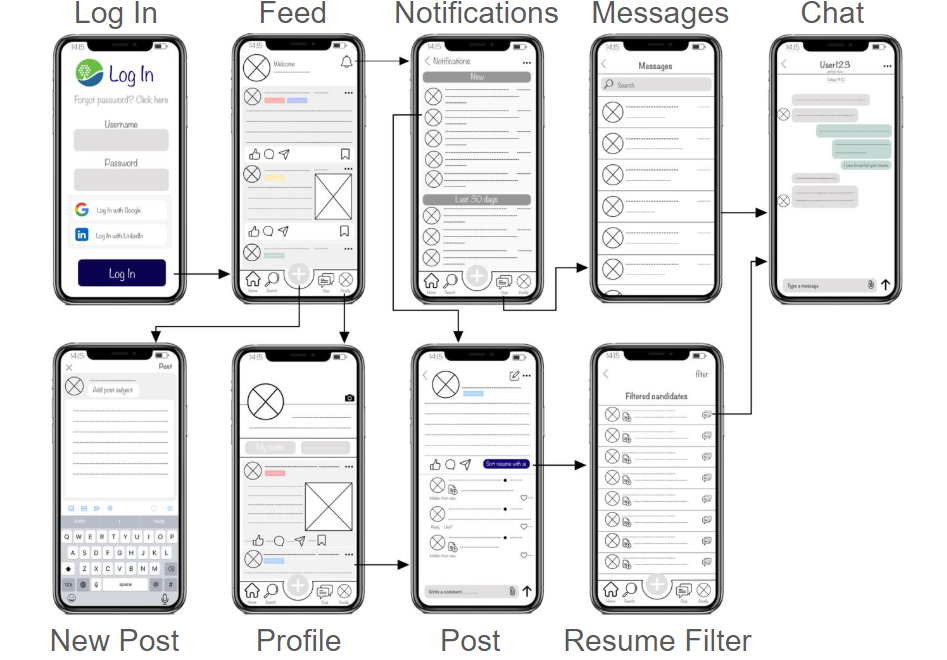 Log In
Feed
Notifications
Messages
Chat
14:15
Log In
Forgot password? Click here
Username
Password
Log In with Google
in Log In with LinkedIn
Log In
14:15
Welcome
Home
Search
Chat
Profile
14:15
Notifications
New
Last 30 days
Home
Search
Chat
Profile
14:15
Messages
Search
14:15
User123
active now
Today 14:10
Type a message
14:15
Post
Add post subject
Q W E R T Y U I O P
A S D F G H J K L
Z X C V B N M
123
space
@
#
14:15
My posts
Home
Search
Chat
Profile
14:15
Sort resume with ai
Hidden from view
Reply
Hidden from view
Write a comment ........
14:15
filter
Filtered candidates
Home
Search
Chat
Profile
New Post
Profile
Post
Resume Filter